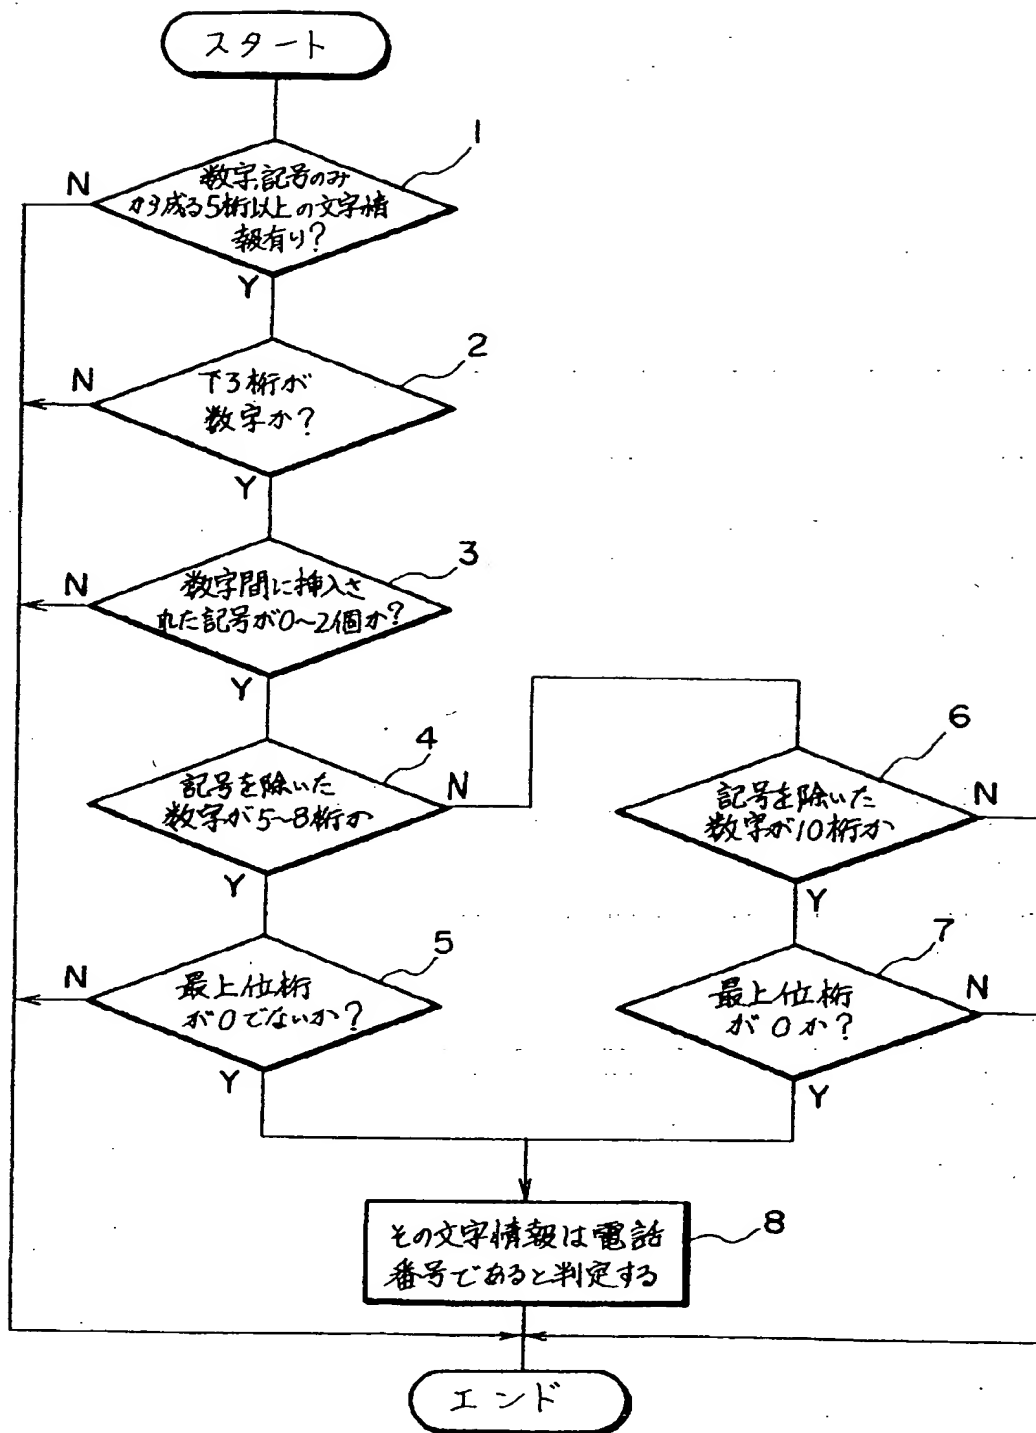 スタート
1
N
数字,記号のみ
から成る5桁以上の文字情
報有り?
Y
2
N
下3桁が
数字か?
Y
3
N
数字間に挿入さ
れた記号が0~2個か?
Y
4
N
記号を除いた
数字が5~8桁か
Y
6
N
記号を除いた
数字が10桁か
Y
5
N
最上位桁
が0でないか?
Y
7
N
最上位桁
が0か?
Y
その文字情報は電話
番号であると判定する
8
エンド